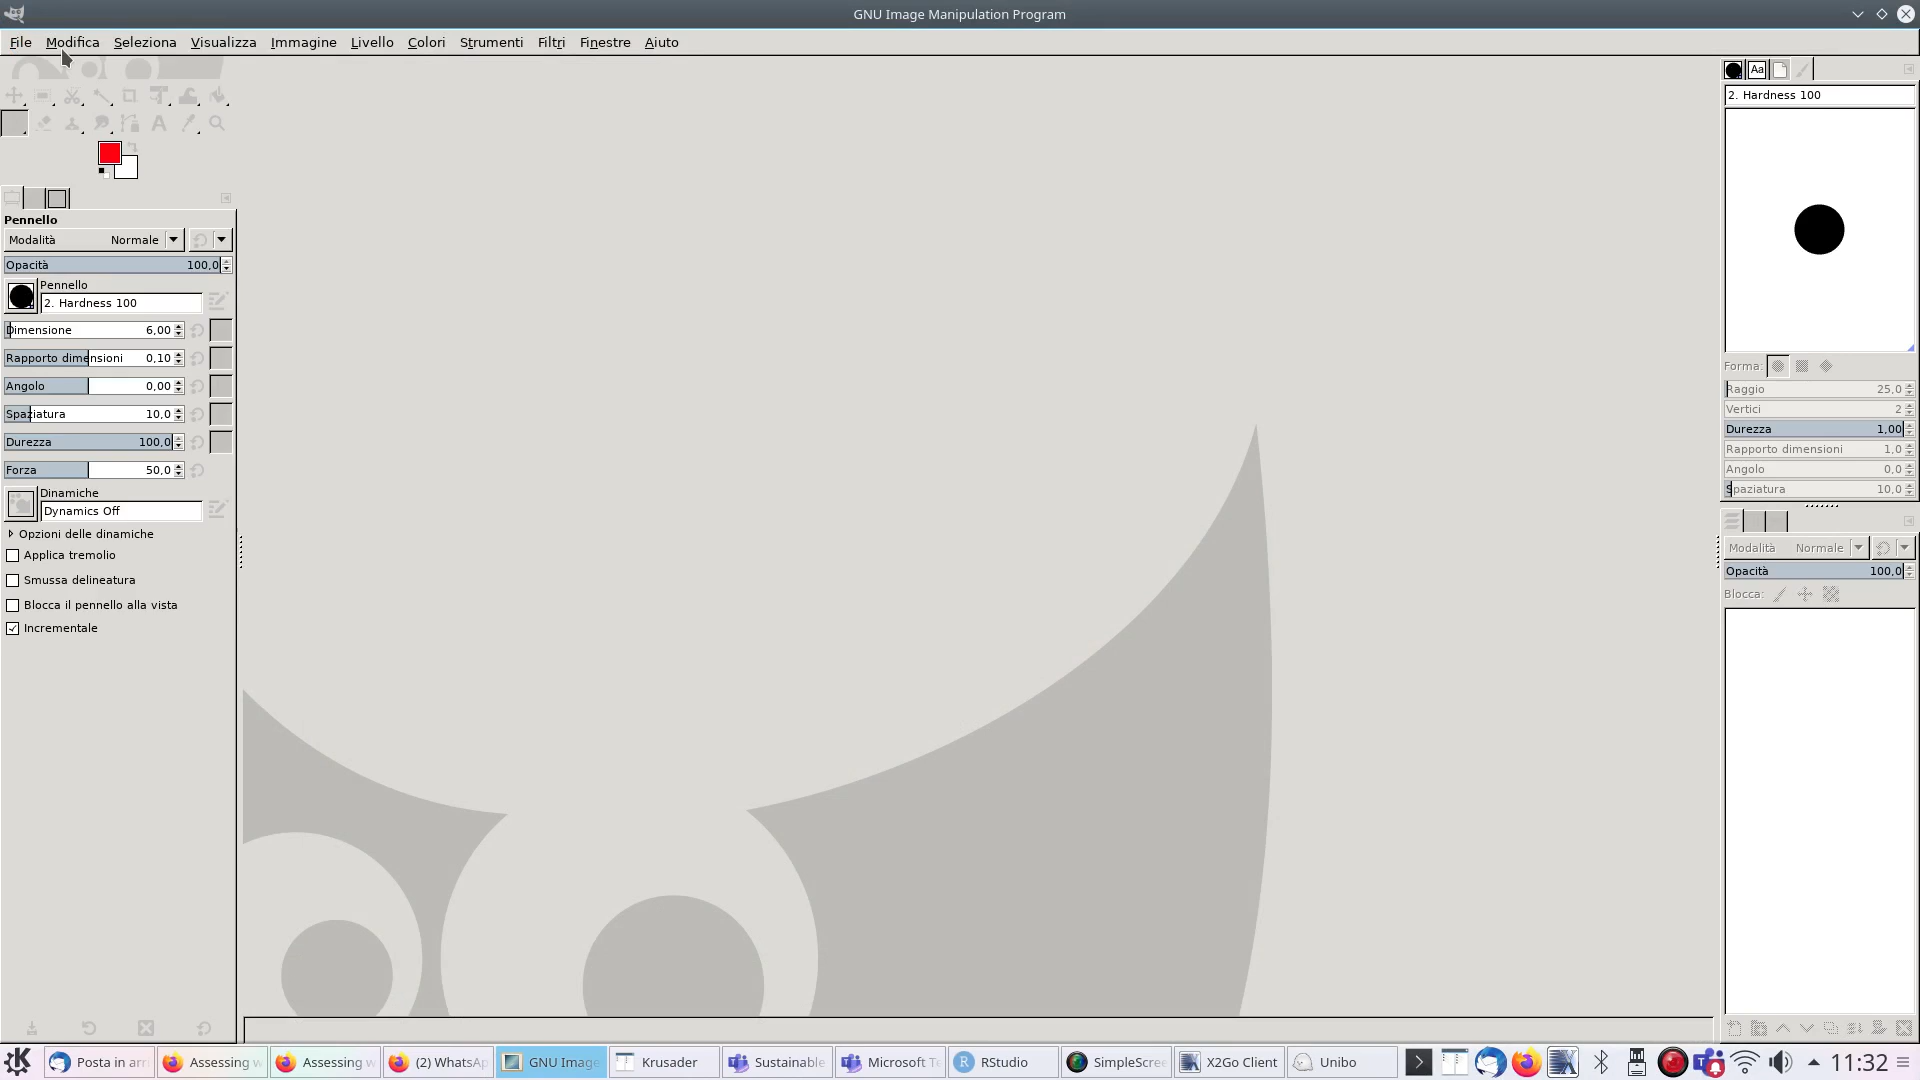 GNU Image Manipulation Program
File Modifica Seleziona Visualizza Immagine Livello Colori Strumenti Filtri Finestre Aiuto
Pennello
Modalità Normale
Opacità 100,0
Pennello
2. Hardness 100
Dimensione 6,00
Rapporto dimensioni 0,10
Angolo 0,00
Spaziatura 10,0
Durezza 100,0
Forza 50,0
Dinamiche
Dynamics Off
Opzioni delle dinamiche
Applica tremolio
Smussa delineatura
Blocca il pennello alla vista
Incrementale
Aa
2. Hardness 100
Forma:
Raggio 25,0
Vertici 2
Durezza 1,00
Rapporto dimensioni 1,0
Angolo 0,0
Spaziatura 10,0
Modalità Normale
Opacità 100,0
Blocca:
Posta in arr Assessing w Assessing w (2) WhatsAp GNU Image Krusader Sustainable Microsoft Te RStudio SimpleScree X2Go Client Unibo 11:32